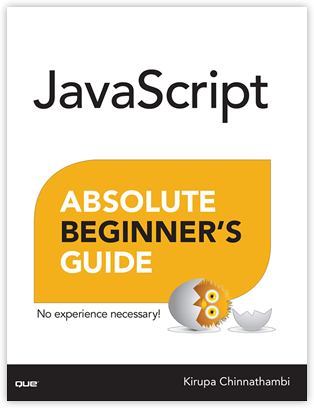 JavaScript
ABSOLUTE
BEGINNER'S
GUIDE
No experience necessary!
QUE®
Kirupa Chinnathambi